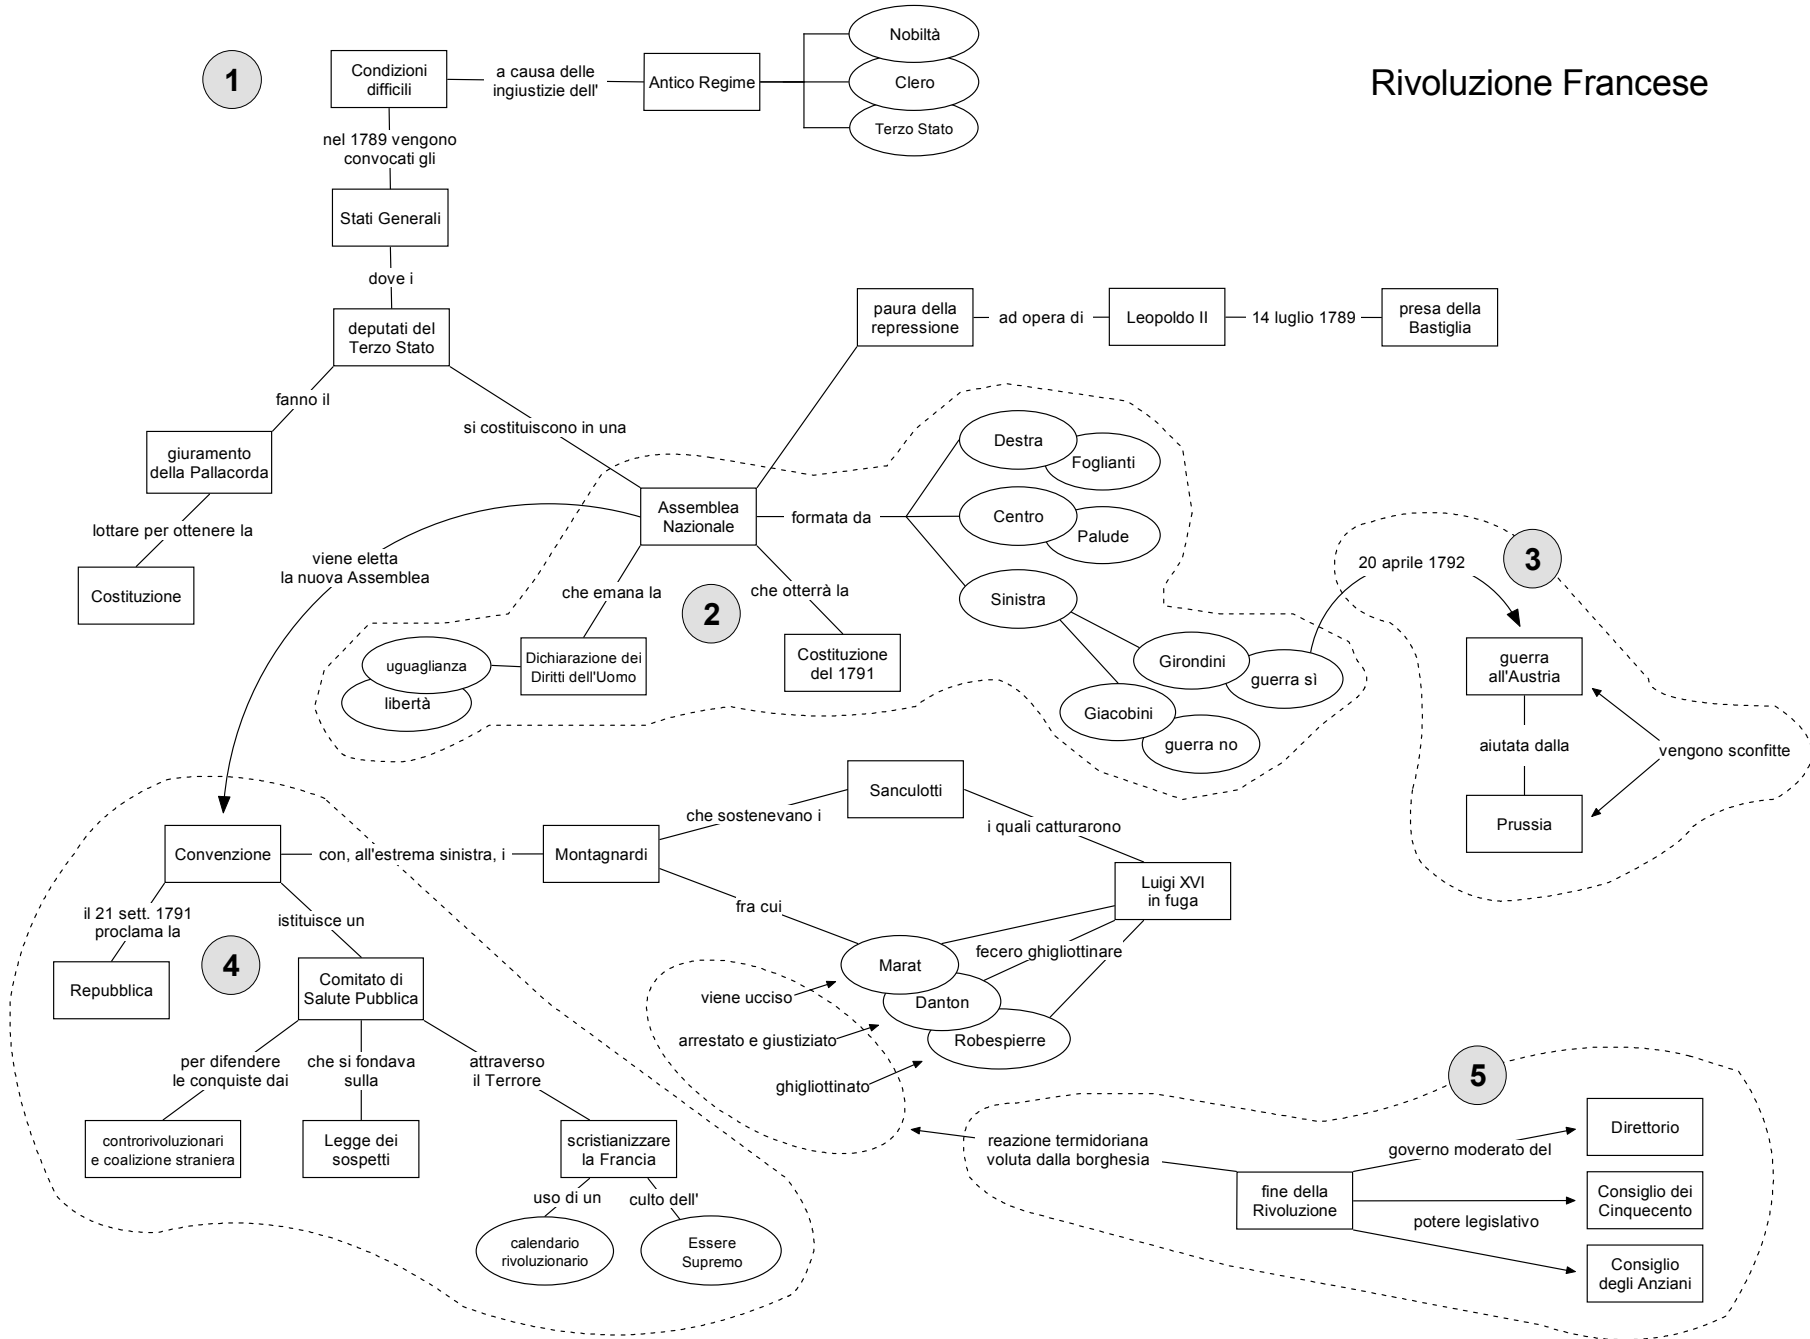 Rivoluzione Francese
1
Condizioni
difficili
a causa delle
ingiustizie dell'
Antico Regime
Nobiltà
Clero
Terzo Stato
nel 1789 vengono
convocati gli
Stati Generali
dove i
deputati del
Terzo Stato
fanno il
giuramento
della Pallacorda
lottare per ottenere la
Costituzione
si costituiscono in una
paura della
repressione
ad opera di
Leopoldo II
14 luglio 1789
presa della
Bastiglia
Assemblea
Nazionale
formata da
Destra
Foglianti
Centro
Palude
Sinistra
Girondini
guerra sì
Giacobini
guerra no
2
che emana la
Dichiarazione dei
Diritti dell'Uomo
uguaglianza
libertà
che otterrà la
Costituzione
del 1791
20 aprile 1792
3
guerra
all'Austria
aiutata dalla
Prussia
vengono sconfitte
viene eletta
la nuova Assemblea
Convenzione
con, all'estrema sinistra, i
Montagnardi
che sostenevano i
Sanculotti
i quali catturarono
Luigi XVI
in fuga
fra cui
fecero ghigliottinare
Marat
Danton
Robespierre
viene ucciso
arrestato e giustiziato
ghigliottinato
il 21 sett. 1791
proclama la
Repubblica
4
istituisce un
Comitato di
Salute Pubblica
per difendere
le conquiste dai
controrivoluzionari
e coalizione straniera
che si fondava
sulla
Legge dei
sospetti
attraverso
il Terrore
scristianizzare
la Francia
uso di un
calendario
rivoluzionario
culto dell'
Essere
Supremo
5
reazione termidoriana
voluta dalla borghesia
fine della
Rivoluzione
governo moderato del
Direttorio
potere legislativo
Consiglio dei
Cinquecento
Consiglio
degli Anziani